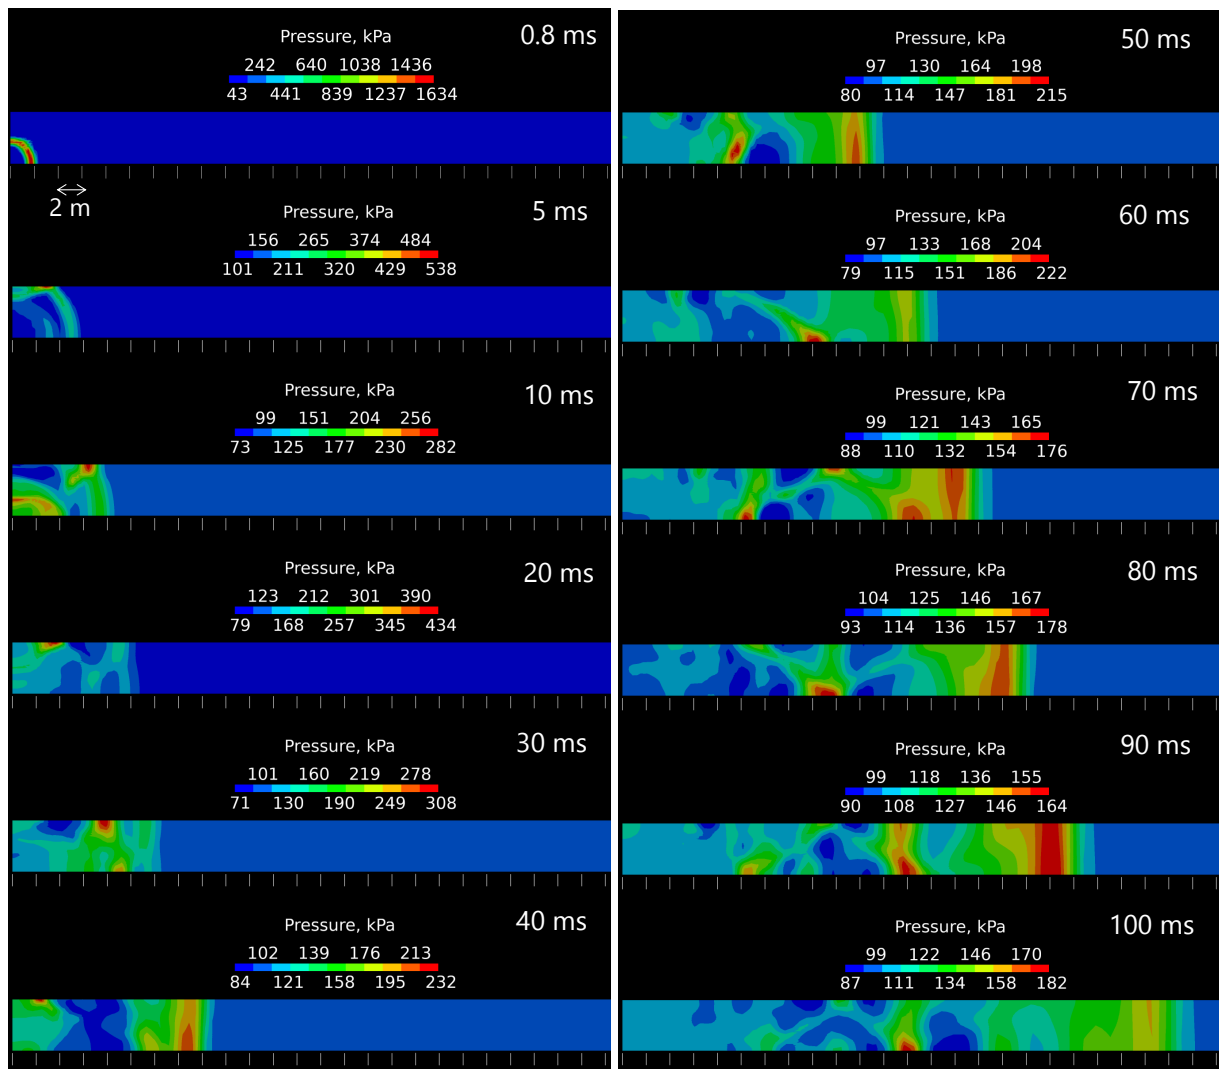 0.8 ms
Pressure, kPa
242 640 1038 1436
43 441 839 1237 1634
2 m
5 ms
Pressure, kPa
156 265 374 484
101 211 320 429 538
10 ms
Pressure, kPa
99 151 204 256
73 125 177 230 282
20 ms
Pressure, kPa
123 212 301 390
79 168 257 345 434
30 ms
Pressure, kPa
101 160 219 278
71 130 190 249 308
40 ms
Pressure, kPa
102 139 176 213
84 121 158 195 232
50 ms
Pressure, kPa
97 130 164 198
80 114 147 181 215
60 ms
Pressure, kPa
97 133 168 204
79 115 151 186 222
70 ms
Pressure, kPa
99 121 143 165
88 110 132 154 176
80 ms
Pressure, kPa
104 125 146 167
93 114 136 157 178
90 ms
Pressure, kPa
99 118 136 155
90 108 127 146 164
100 ms
Pressure, kPa
99 122 146 170
87 111 134 158 182